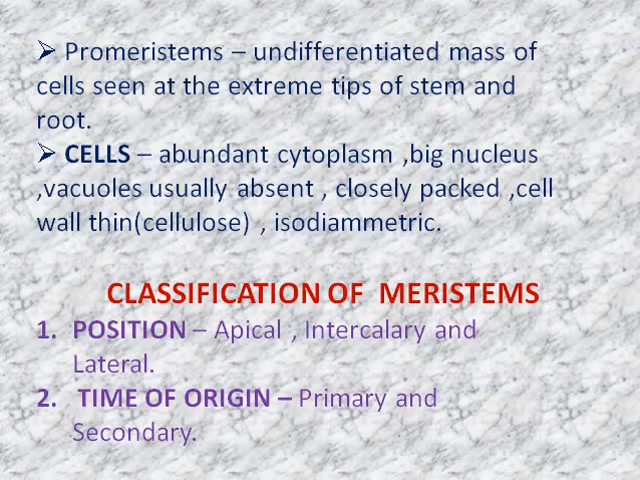 ➢ Promeristems – undifferentiated mass of
cells seen at the extreme tips of stem and
root.
➢ CELLS – abundant cytoplasm ,big nucleus
,vacuoles usually absent , closely packed ,cell
wall thin(cellulose) , isodiammetric.
CLASSIFICATION OF MERISTEMS
1. POSITION – Apical , Intercalary and
Lateral.
2. TIME OF ORIGIN – Primary and
Secondary.